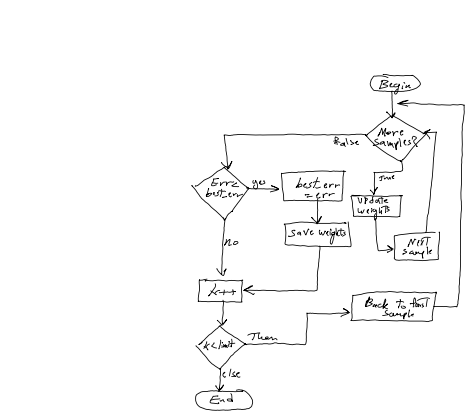 Begin
More
samples?
false
true
Err<
best_err
yes
best_err
=err
Update
weights
save weights
no
Next
sample
k++
Back to first
sample
k<limit
Then
else
End